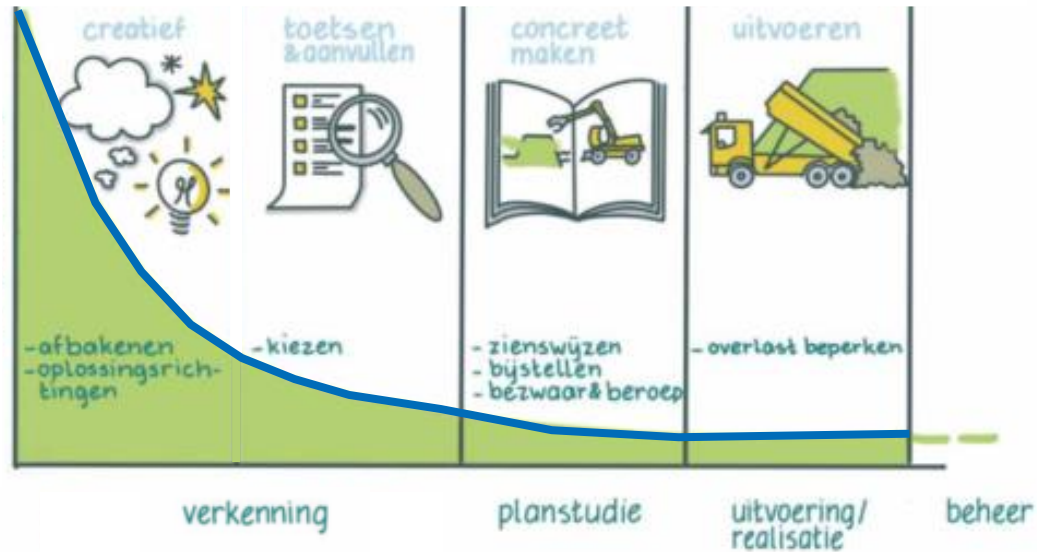 creatief
toetsen
& aanvullen
concreet
maken
uitvoeren
- afbakenen
- oplossingsrich-
tingen
- kiezen
- zienswijzen
- bijstellen
- bezwaar & beroep
- overlast beperken
verkenning
planstudie
uitvoering/
realisatie
beheer